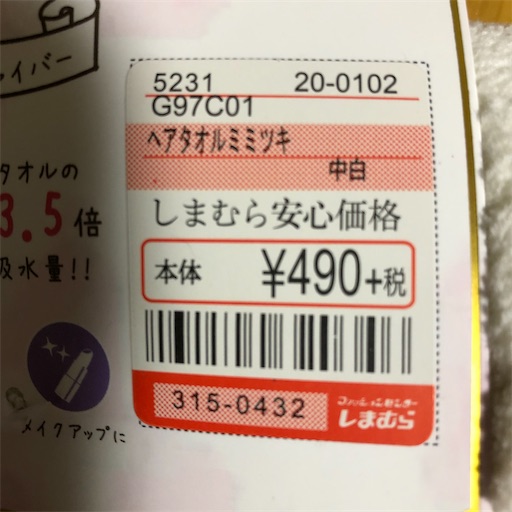 ァイバー
タオルの
3.5倍
吸水量!!
メイクアップに
5231 20-0102
G97C01
ヘアタオルミミツキ
中白
しまむら安心価格
本体 ¥490+税
315-0432
ファッションセンター
しまむら